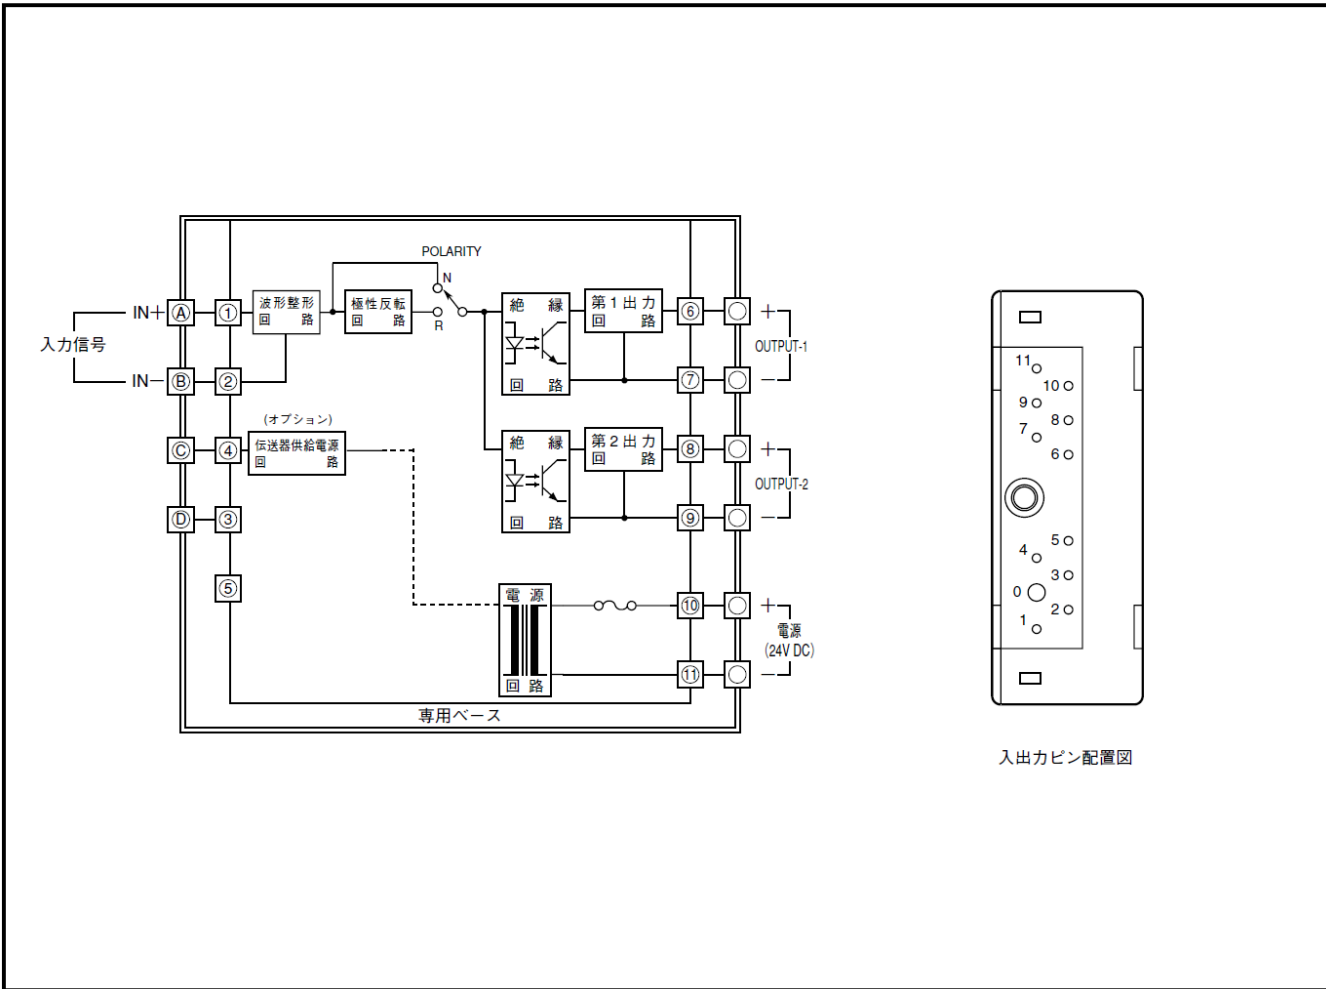 POLARITY
N
R
IN＋
入力信号
IN－
Ⓐ
Ⓑ
Ⓒ
Ⓓ
①
②
④
③
⑤
波形整形
回　路
極性反転
回　路
(オプション)
伝送器供給電源
回　路
絶　縁
回　路
第１出力
回　路
絶　縁
回　路
第２出力
回　路
電　源
回　路
⑥
⑦
⑧
⑨
⑩
⑪
＋
OUTPUT-1
－
＋
OUTPUT-2
－
＋
電源
(24V DC)
－
専用ベース
11
10
9
8
7
6
5
4
3
0
2
1
入出力ピン配置図